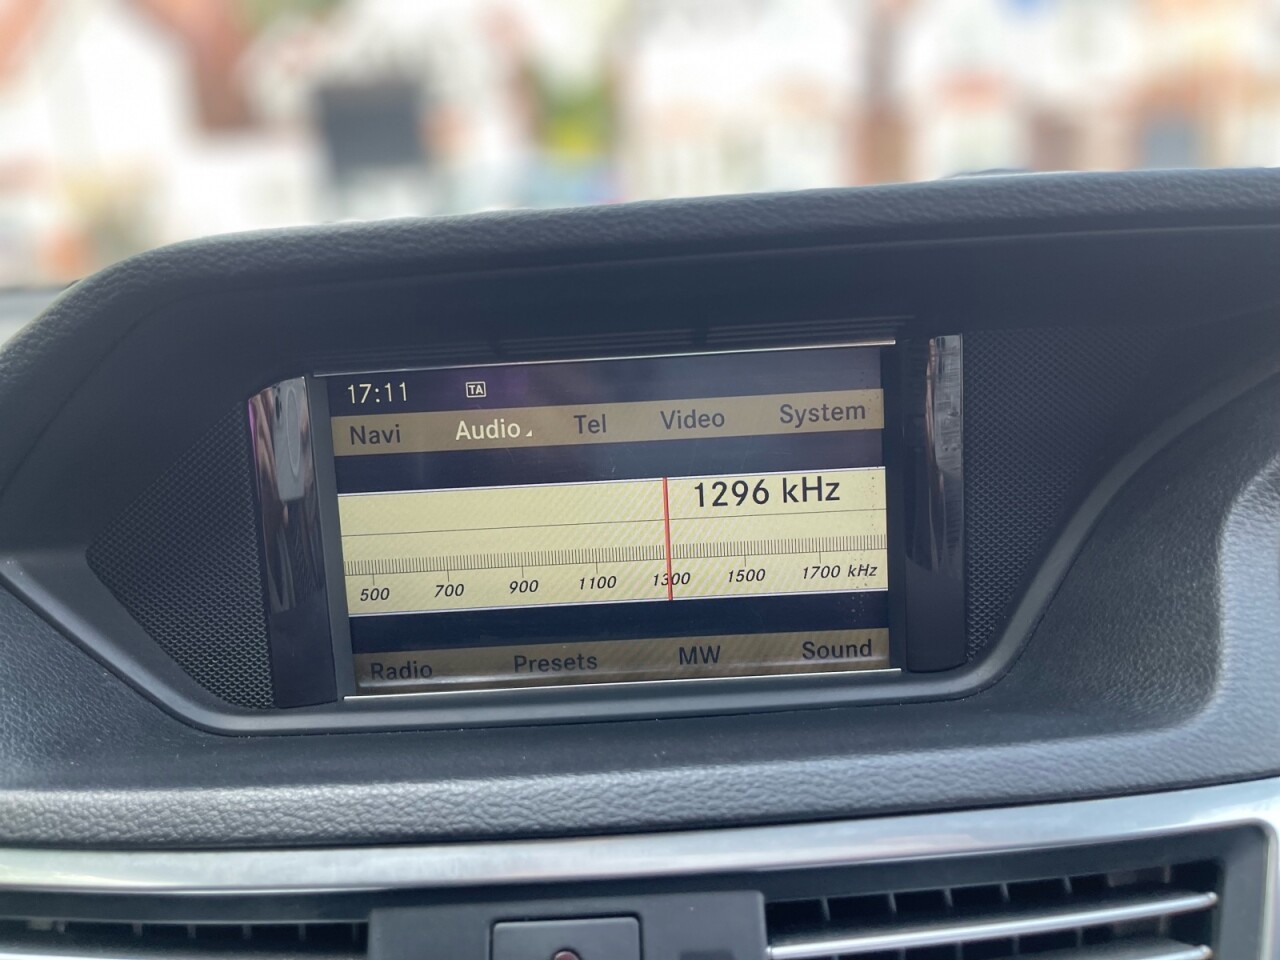 17:11 TA
Navi Audio Tel Video System
1296 kHz
500 700 900 1100 1300 1500 1700 kHz
Radio Presets MW Sound